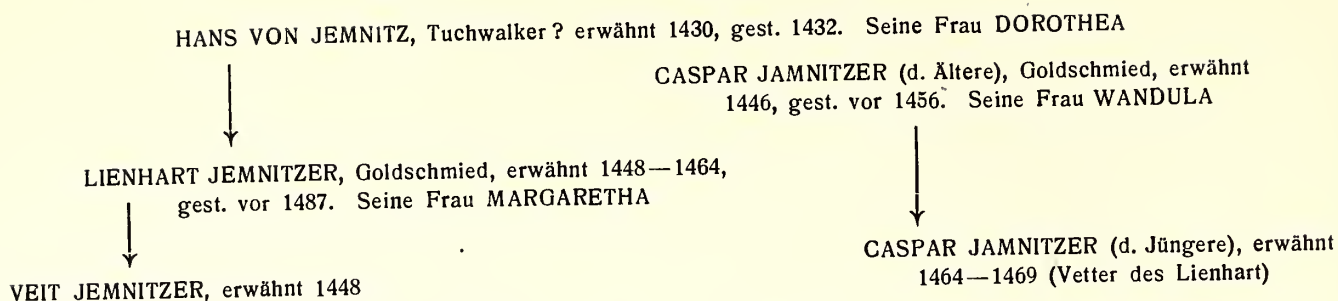 HANS VON JEMNITZ, Tuchwalker? erwähnt 1430, gest. 1432. Seine Frau DOROTHEA
CASPAR JAMNITZER (d. Ältere), Goldschmied, erwähnt
1446, gest. vor 1456. Seine Frau WANDULA
LIENHART JEMNITZER, Goldschmied, erwähnt 1448—1464,
gest. vor 1487. Seine Frau MARGARETHA
CASPAR JAMNITZER (d. Jüngere), erwähnt
1464—1469 (Vetter des Lienhart)
VEIT JEMNITZER, erwähnt 1448